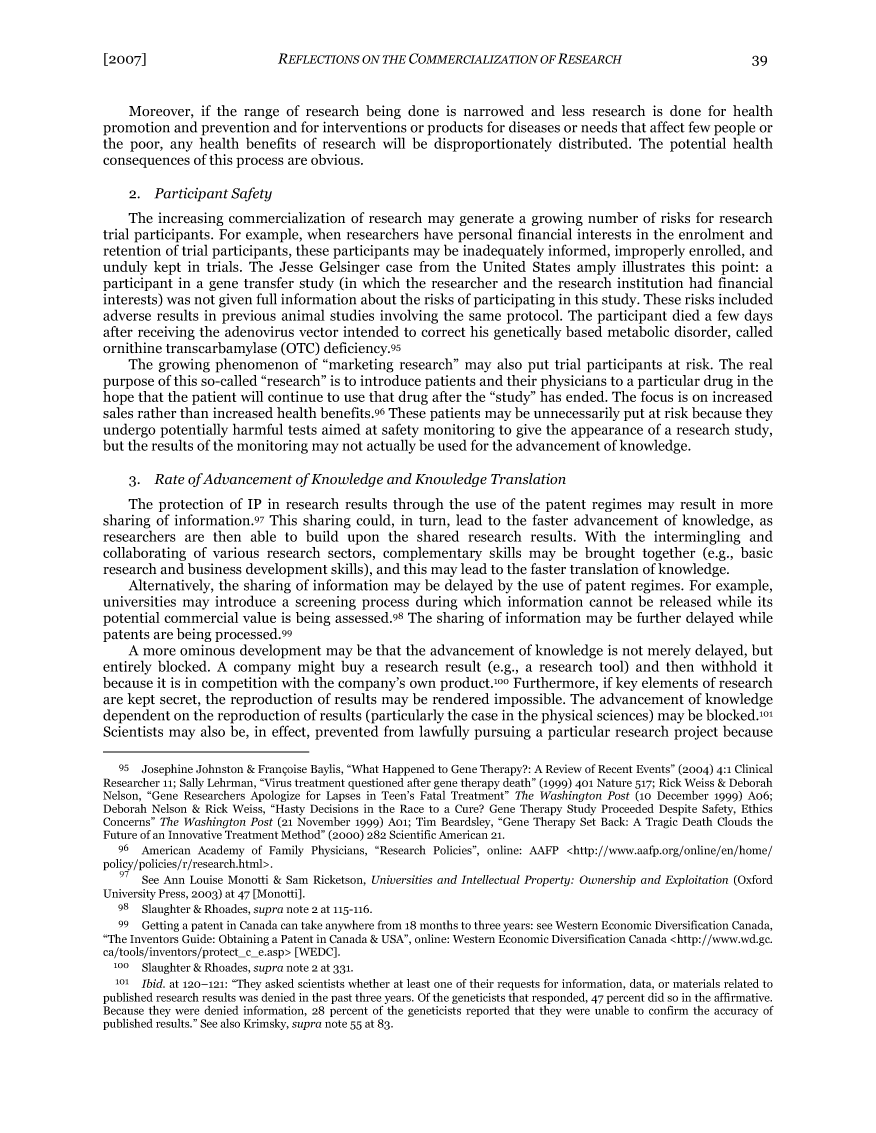 [2007] REFLECTIONS ON THE COMMERCIALIZATION OF RESEARCH 39
Moreover, if the range of research being done is narrowed and less research is done for health
promotion and prevention and for interventions or products for diseases or needs that affect few people or
the poor, any health benefits of research will be disproportionately distributed. The potential health
consequences of this process are obvious.
2. Participant Safety
The increasing commercialization of research may generate a growing number of risks for research
trial participants. For example, when researchers have personal financial interests in the enrolment and
retention of trial participants, these participants may be inadequately informed, improperly enrolled, and
unduly kept in trials. The Jesse Gelsinger case from the United States amply illustrates this point: a
participant in a gene transfer study (in which the researcher and the research institution had financial
interests) was not given full information about the risks of participating in this study. These risks included
adverse results in previous animal studies involving the same protocol. The participant died a few days
after receiving the adenovirus vector intended to correct his genetically based metabolic disorder, called
ornithine transcarbamylase (OTC) deficiency.95
The growing phenomenon of “marketing research” may also put trial participants at risk. The real
purpose of this so-called “research” is to introduce patients and their physicians to a particular drug in the
hope that the patient will continue to use that drug after the “study” has ended. The focus is on increased
sales rather than increased health benefits.96 These patients may be unnecessarily put at risk because they
undergo potentially harmful tests aimed at safety monitoring to give the appearance of a research study,
but the results of the monitoring may not actually be used for the advancement of knowledge.
3. Rate of Advancement of Knowledge and Knowledge Translation
The protection of IP in research results through the use of the patent regimes may result in more
sharing of information.97 This sharing could, in turn, lead to the faster advancement of knowledge, as
researchers are then able to build upon the shared research results. With the intermingling and
collaborating of various research sectors, complementary skills may be brought together (e.g., basic
research and business development skills), and this may lead to the faster translation of knowledge.
Alternatively, the sharing of information may be delayed by the use of patent regimes. For example,
universities may introduce a screening process during which information cannot be released while its
potential commercial value is being assessed.98 The sharing of information may be further delayed while
patents are being processed.99
A more ominous development may be that the advancement of knowledge is not merely delayed, but
entirely blocked. A company might buy a research result (e.g., a research tool) and then withhold it
because it is in competition with the company’s own product.100 Furthermore, if key elements of research
are kept secret, the reproduction of results may be rendered impossible. The advancement of knowledge
dependent on the reproduction of results (particularly the case in the physical sciences) may be blocked.101
Scientists may also be, in effect, prevented from lawfully pursuing a particular research project because
95 Josephine Johnston & Françoise Baylis, “What Happened to Gene Therapy?: A Review of Recent Events” (2004) 4:1 Clinical
Researcher 11; Sally Lehrman, “Virus treatment questioned after gene therapy death” (1999) 401 Nature 517; Rick Weiss & Deborah
Nelson, “Gene Researchers Apologize for Lapses in Teen’s Fatal Treatment” The Washington Post (10 December 1999) A06;
Deborah Nelson & Rick Weiss, “Hasty Decisions in the Race to a Cure? Gene Therapy Study Proceeded Despite Safety, Ethics
Concerns” The Washington Post (21 November 1999) A01; Tim Beardsley, “Gene Therapy Set Back: A Tragic Death Clouds the
Future of an Innovative Treatment Method” (2000) 282 Scientific American 21.
96 American Academy of Family Physicians, “Research Policies”, online: AAFP <http://www.aafp.org/online/en/home/
policy/policies/r/research.html>.
97 See Ann Louise Monotti & Sam Ricketson, Universities and Intellectual Property: Ownership and Exploitation (Oxford
University Press, 2003) at 47 [Monotti].
98 Slaughter & Rhoades, supra note 2 at 115-116.
99 Getting a patent in Canada can take anywhere from 18 months to three years: see Western Economic Diversification Canada,
“The Inventors Guide: Obtaining a Patent in Canada & USA”, online: Western Economic Diversification Canada <http://www.wd.gc.
ca/tools/inventors/protect_c_e.asp> [WEDC].
100 Slaughter & Rhoades, supra note 2 at 331.
101 Ibid. at 120–121: “They asked scientists whether at least one of their requests for information, data, or materials related to
published research results was denied in the past three years. Of the geneticists that responded, 47 percent did so in the affirmative.
Because they were denied information, 28 percent of the geneticists reported that they were unable to confirm the accuracy of
published results.” See also Krimsky, supra note 55 at 83.